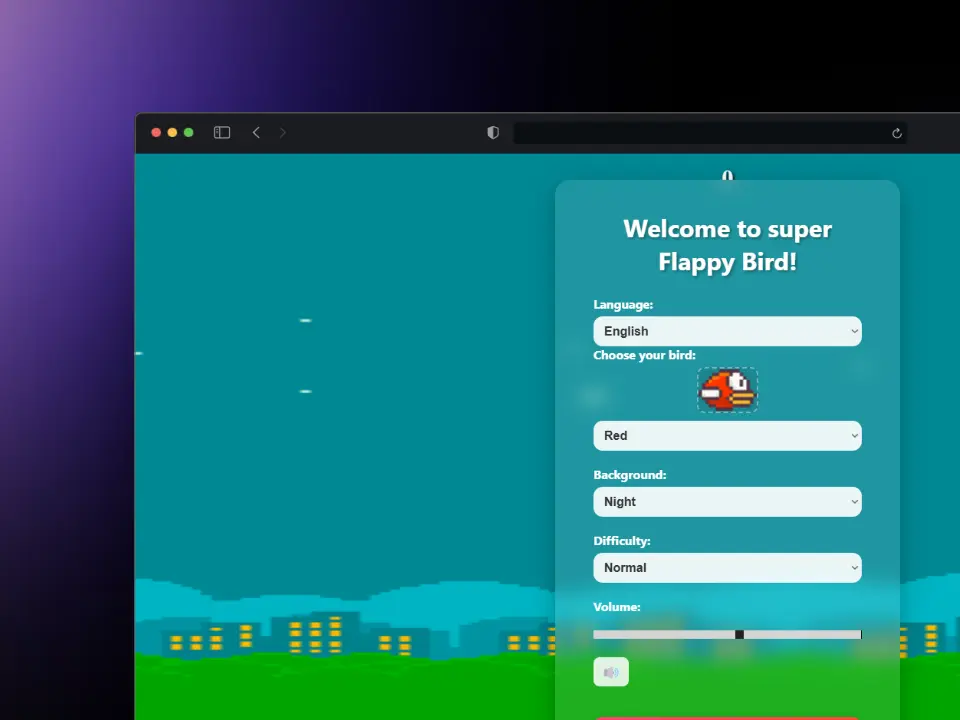 0
Welcome to super
Flappy Bird!
Language:
English
Choose your bird:
Red
Background:
Night
Difficulty:
Normal
Volume: